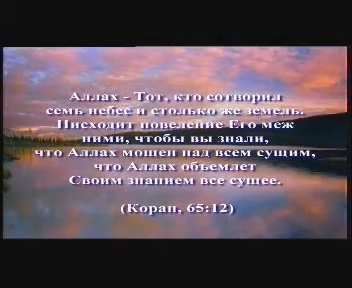 Аллах - Тот, кто сотворил
семь небес и столько же земель.
Нисходит повеление Его меж
ними, чтобы вы знали,
что Аллах мощен над всем сущим,
что Аллах объемлет
Своим знанием все сущее.
(Коран, 65:12)